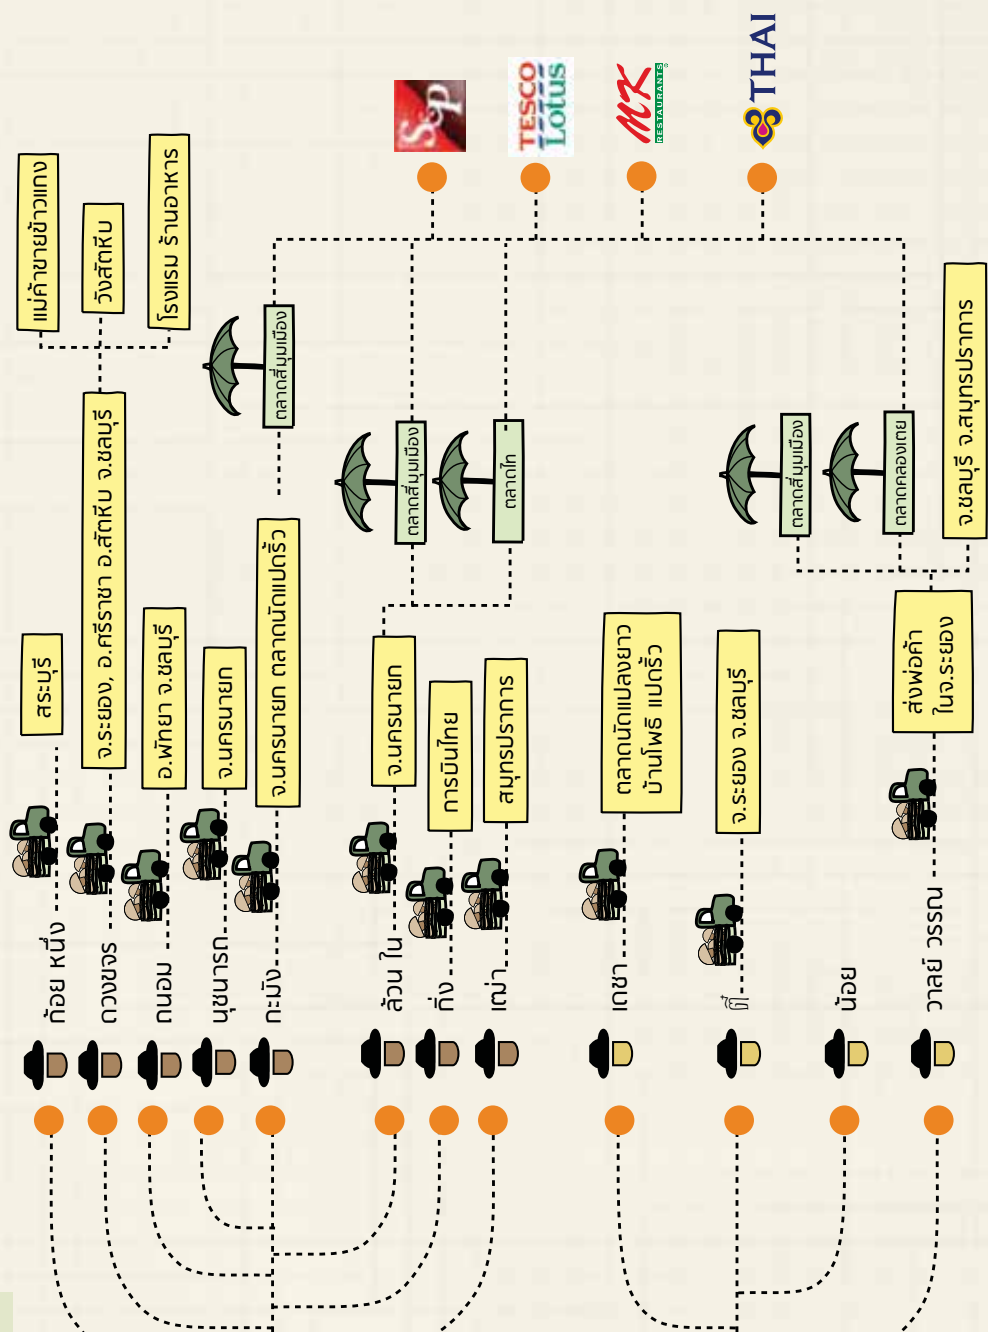 ก้อย หนึ่ง
สระบุรี
แม่ค้าขายข้าวแกง
ดวงขจร
จ.ระยอง, อ.ศรีราชา อ.สัตหีบ จ.ชลบุรี
วังสัตหีบ
โรงแรม ร้านอาหาร
ถนอม
อ.พัทยา จ.ชลบุรี
นุชนารถ
จ.นครนายก
กะมัง
จ.นครนายก ตลาดนัดแปดริ้ว
ตลาดสี่มุมเมือง
ล้วน ใน
จ.นครนายก
ตลาดสี่มุมเมือง
S&P
กิ่ง
การบินไทย
เฒ่า
สมุทรปราการ
ตลาดไท
TESCO
Lotus
เดชา
ตลาดนัดแปลงยาว
บ้านโพธิ์ แปดริ้ว
MK
RESTAURANTS
จ.ระยอง จ.ชลบุรี
THAI
น้อย
ตลาดสี่มุมเมือง
วาลย์ วรรณ
ส่งพ่อค้า
ในจ.ระยอง
ตลาดคลองเตย
จ.ชลบุรี จ.สมุทรปราการ